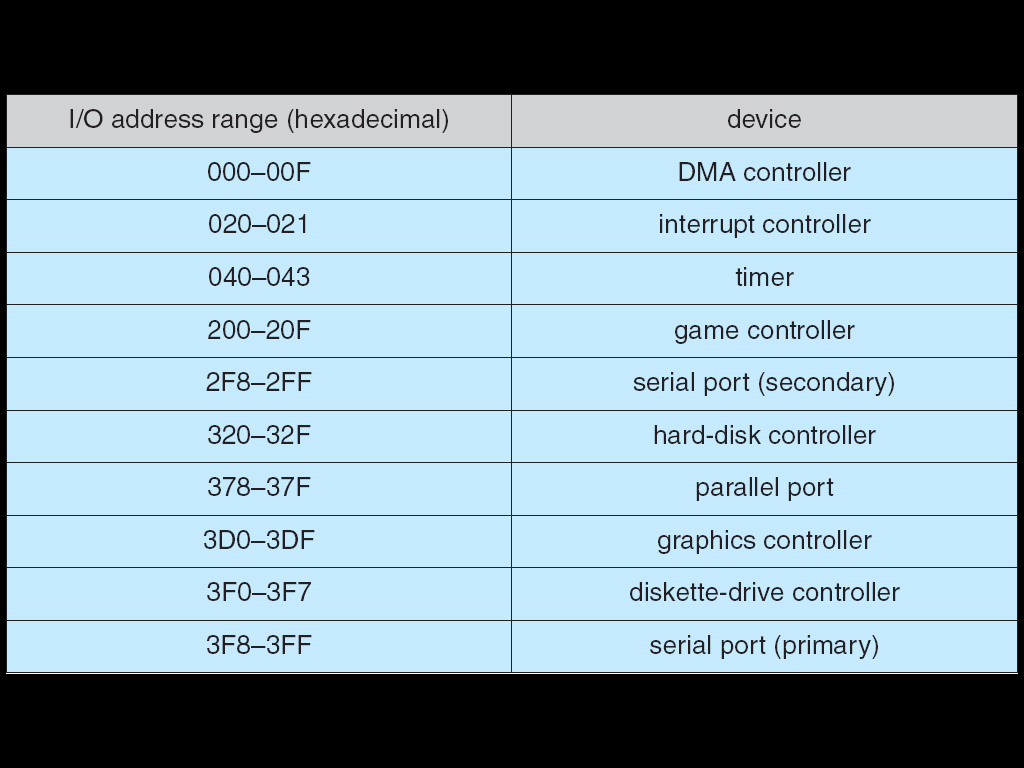 I/O address range (hexadecimal) device
000–00F DMA controller
020–021 interrupt controller
040–043 timer
200–20F game controller
2F8–2FF serial port (secondary)
320–32F hard-disk controller
378–37F parallel port
3D0–3DF graphics controller
3F0–3F7 diskette-drive controller
3F8–3FF serial port (primary)